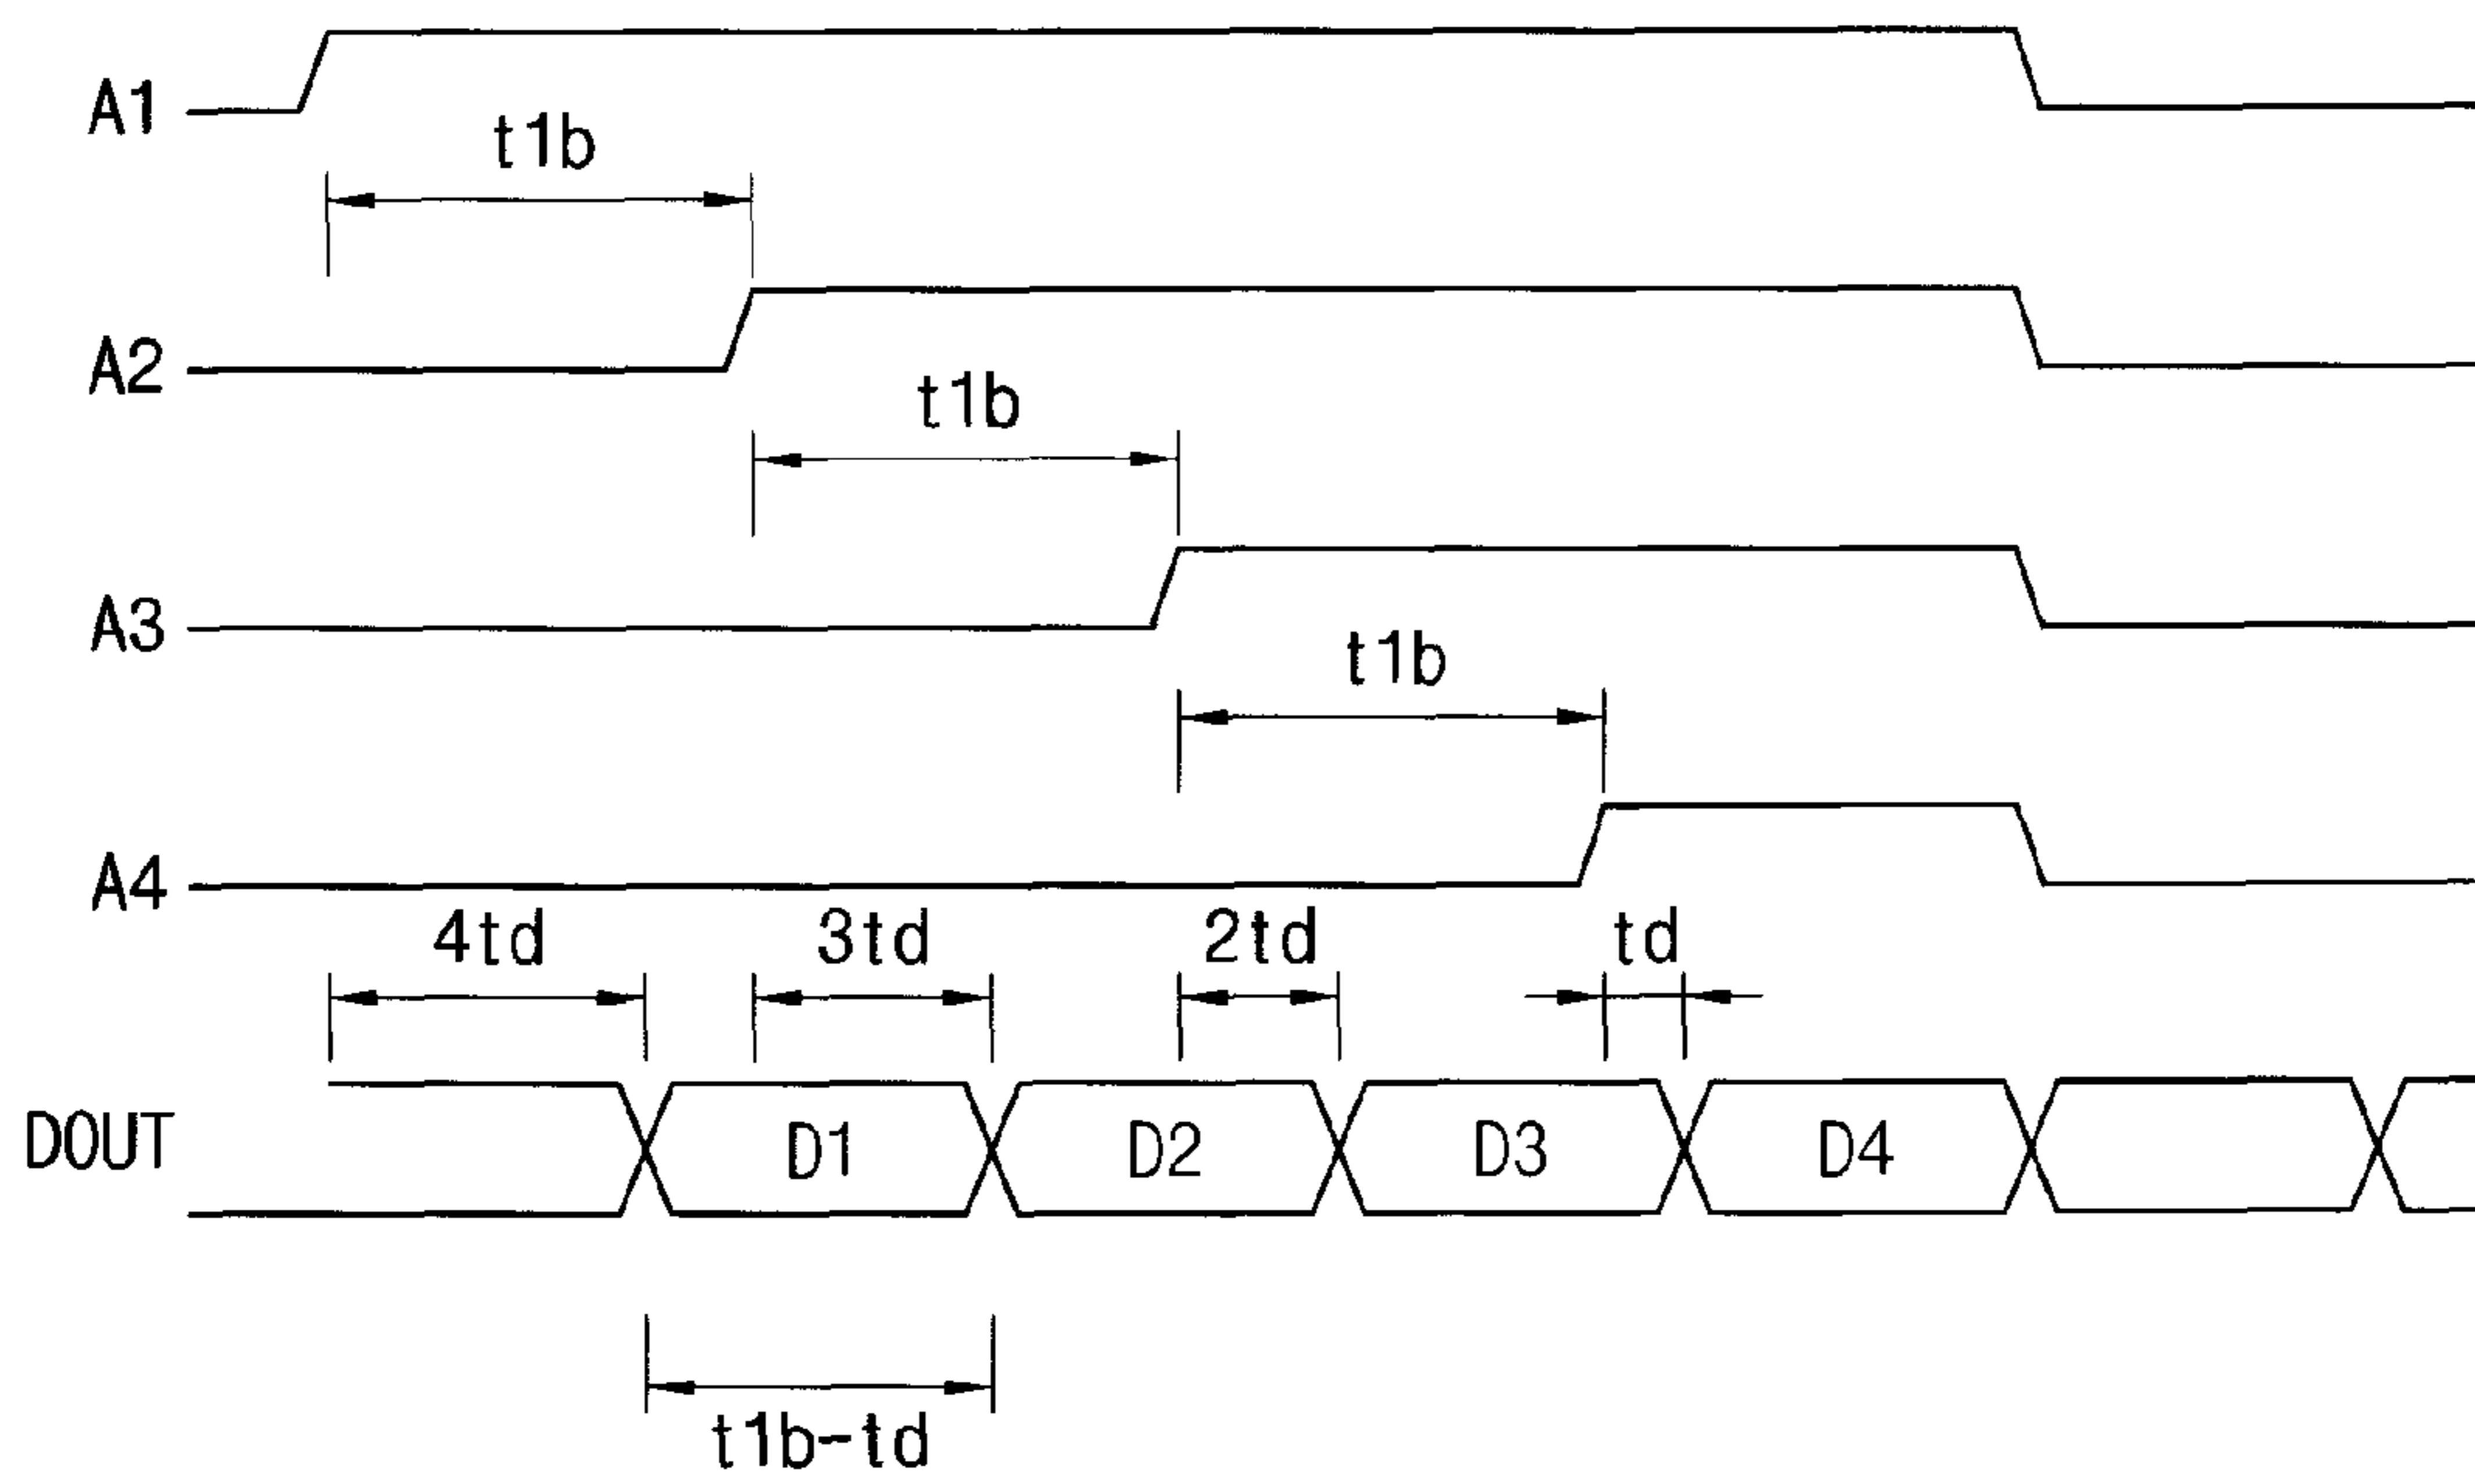 A1
t1b
A2
t1b
A3
t1b
A4
4td 3td 2td td
DOUT D1 D2 D3 D4
t1b-td